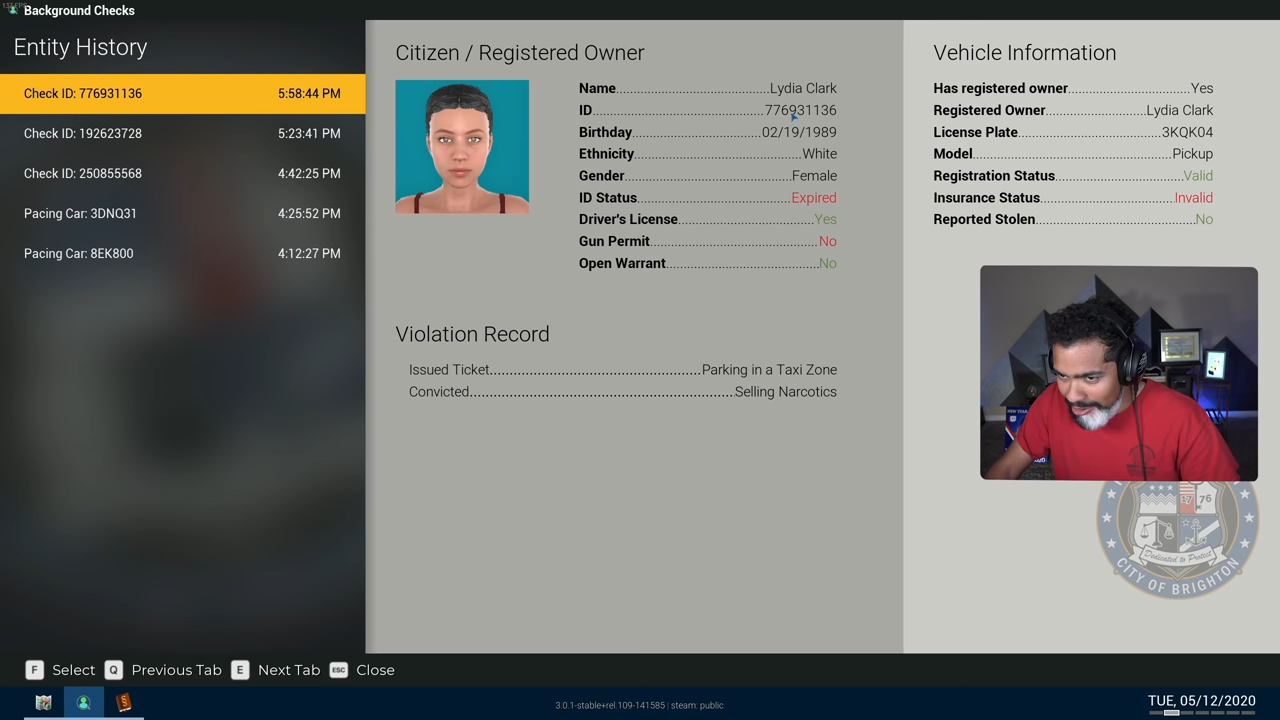 137 FPS
Background Checks
Entity History
Check ID: 776931136 5:58:44 PM
Check ID: 192623728 5:23:41 PM
Check ID: 250855568 4:42:25 PM
Pacing Car: 3DNQ31 4:25:52 PM
Pacing Car: 8EK800 4:12:27 PM
Citizen / Registered Owner
Name Lydia Clark
ID 776931136
Birthday 02/19/1989
Ethnicity White
Gender Female
ID Status Expired
Driver's License Yes
Gun Permit No
Open Warrant No
Violation Record
Issued Ticket Parking in a Taxi Zone
Convicted Selling Narcotics
Vehicle Information
Has registered owner Yes
Registered Owner Lydia Clark
License Plate 3KQK04
Model Pickup
Registration Status Valid
Insurance Status Invalid
Reported Stolen No
NEW YEAR
17 76
Dedicated to Protect
CITY OF BRIGHTON
F Select Q Previous Tab E Next Tab ESC Close
3.0.1-stable+rel.109-141585 | steam: public
TUE, 05/12/2020